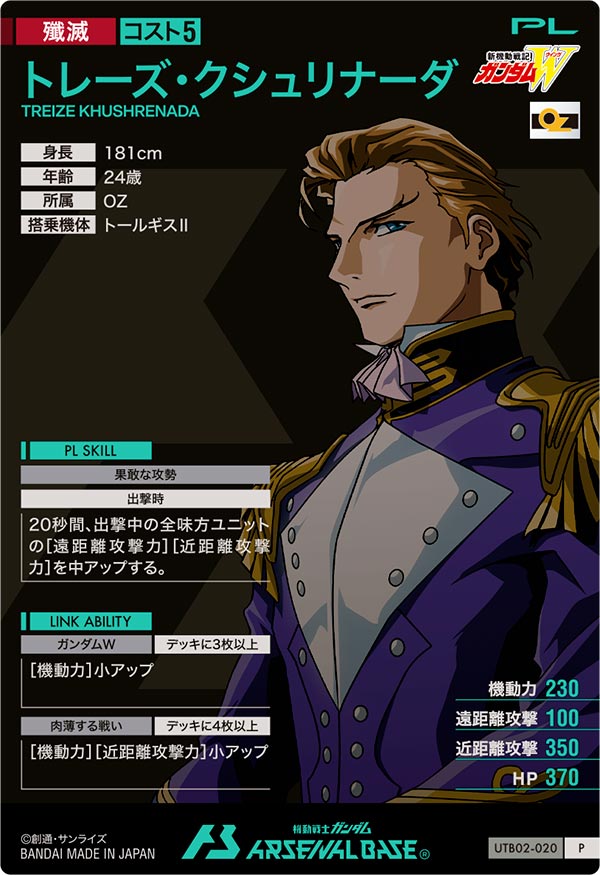 殲滅 コスト5 PL
トレーズ・クシュリナーダ
TREIZE KHUSHRENADA
新機動戦記
ガンダムW
ウイング
OZ
身長 181cm
年齢 24歳
所属 OZ
搭乗機体 トールギスII
PL SKILL
果敢な攻勢
出撃時
20秒間、出撃中の全味方ユニット
の[遠距離攻撃力][近距離攻撃
力]を中アップする。
LINK ABILITY
ガンダムW デッキに3枚以上
[機動力]小アップ
肉薄する戦い デッキに4枚以上
[機動力][近距離攻撃力]小アップ
機動力 230
遠距離攻撃 100
近距離攻撃 350
HP 370
©創通・サンライズ
BANDAI MADE IN JAPAN
機動戦士ガンダム
AB ARSENAL BASE®
UTB02-020 P